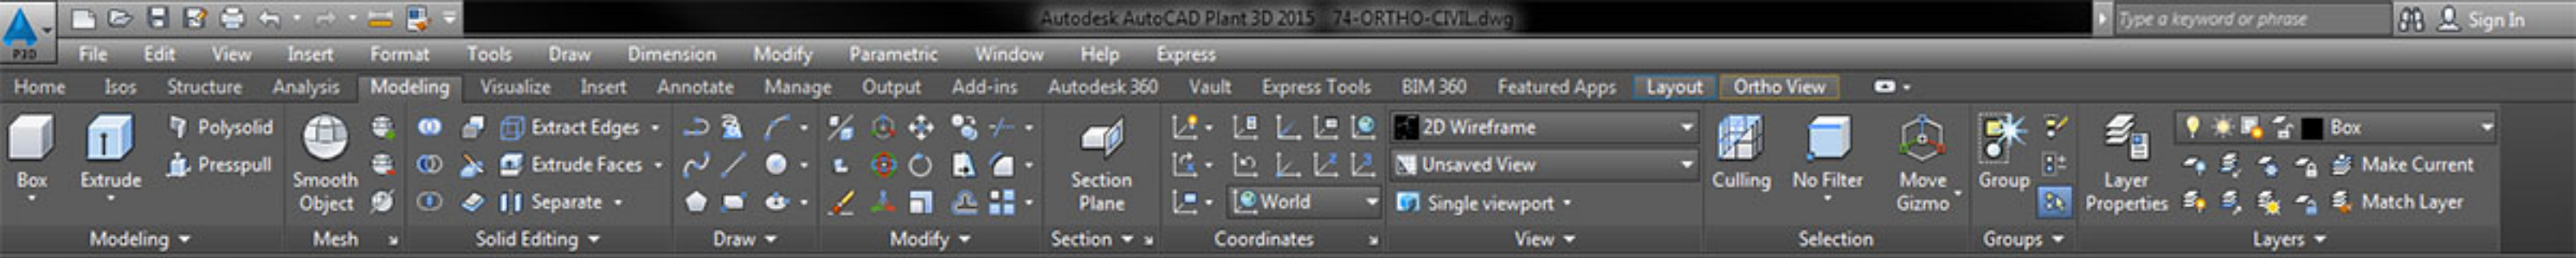 Autodesk AutoCAD Plant 3D 2015 74-ORTHO-CIVIL.dwg Type a keyword or phrase Sign In
P3D
File Edit View Insert Format Tools Draw Dimension Modify Parametric Window Help Express
Home Isos Structure Analysis Modeling Visualize Insert Annotate Manage Output Add-ins Autodesk 360 Vault Express Tools BIM 360 Featured Apps Layout Ortho View
Polysolid Extract Edges 2D Wireframe Box
Presspull Extrude Faces Unsaved View Make Current
Box Extrude Smooth Object Section Plane Culling No Filter Move Gizmo Group Layer Properties
Separate World Single viewport Match Layer
Modeling Mesh Solid Editing Draw Modify Section Coordinates View Selection Groups Layers